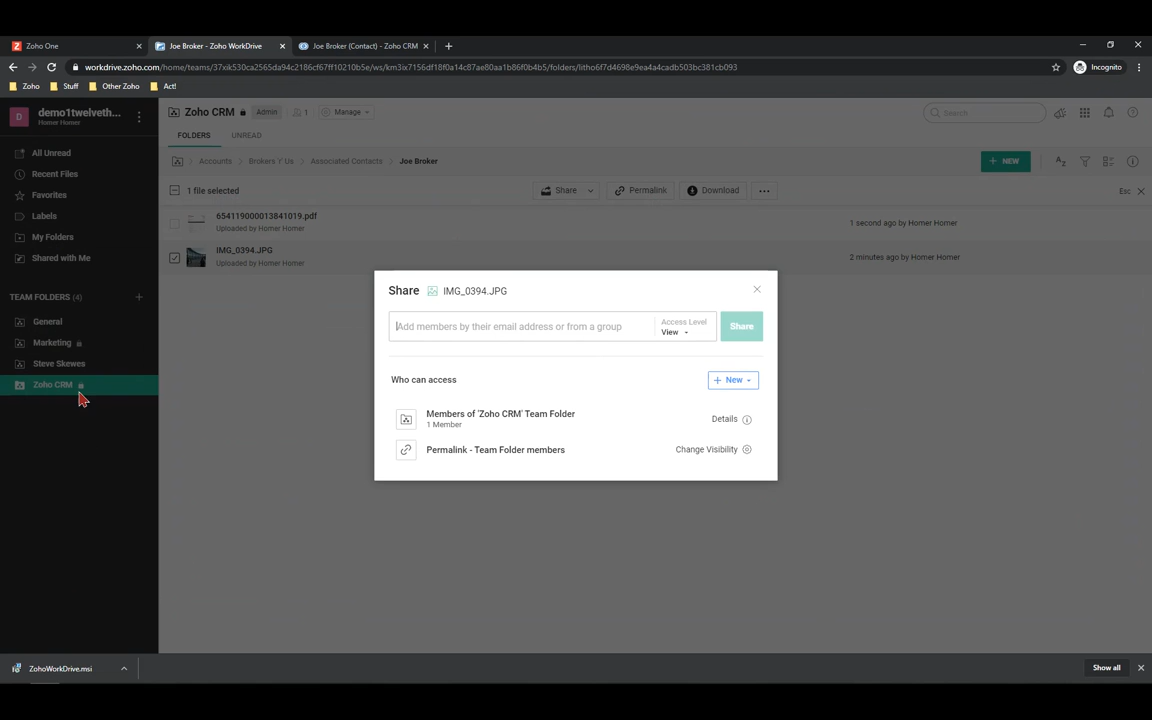 Zoho One
Joe Broker - Zoho WorkDrive
Joe Broker (Contact) - Zoho CRM
workdrive.zoho.com/home/teams/37xik530ca2565da94c2186cf67ff10210b5e/ws/km3ix7156df18f0a14c87ae80aa1b86f0b4b5/folders/litho6f7d4698e9ea4a4cadb503bc381cb093
Incognito
Zoho
Stuff
Other Zoho
Act!
D
demo1twelveth...
Homer Homer
Zoho CRM
Admin
1
Manage
Search
FOLDERS
UNREAD
All Unread
Recent Files
Favorites
Labels
My Folders
Shared with Me
TEAM FOLDERS (4)
General
Marketing
Steve Skewes
Zoho CRM
Accounts
Brokers 'r' Us
Associated Contacts
Joe Broker
+ NEW
1 file selected
Share
Permalink
Download
Esc
654119000013841019.pdf
Uploaded by Homer Homer
1 second ago by Homer Homer
IMG_0394.JPG
Uploaded by Homer Homer
2 minutes ago by Homer Homer
Share IMG_0394.JPG
Add members by their email address or from a group
Access Level
View
Share
Who can access
+ New
Members of 'Zoho CRM' Team Folder
1 Member
Details
Permalink - Team Folder members
Change Visibility
ZohoWorkDrive.msi
Show all